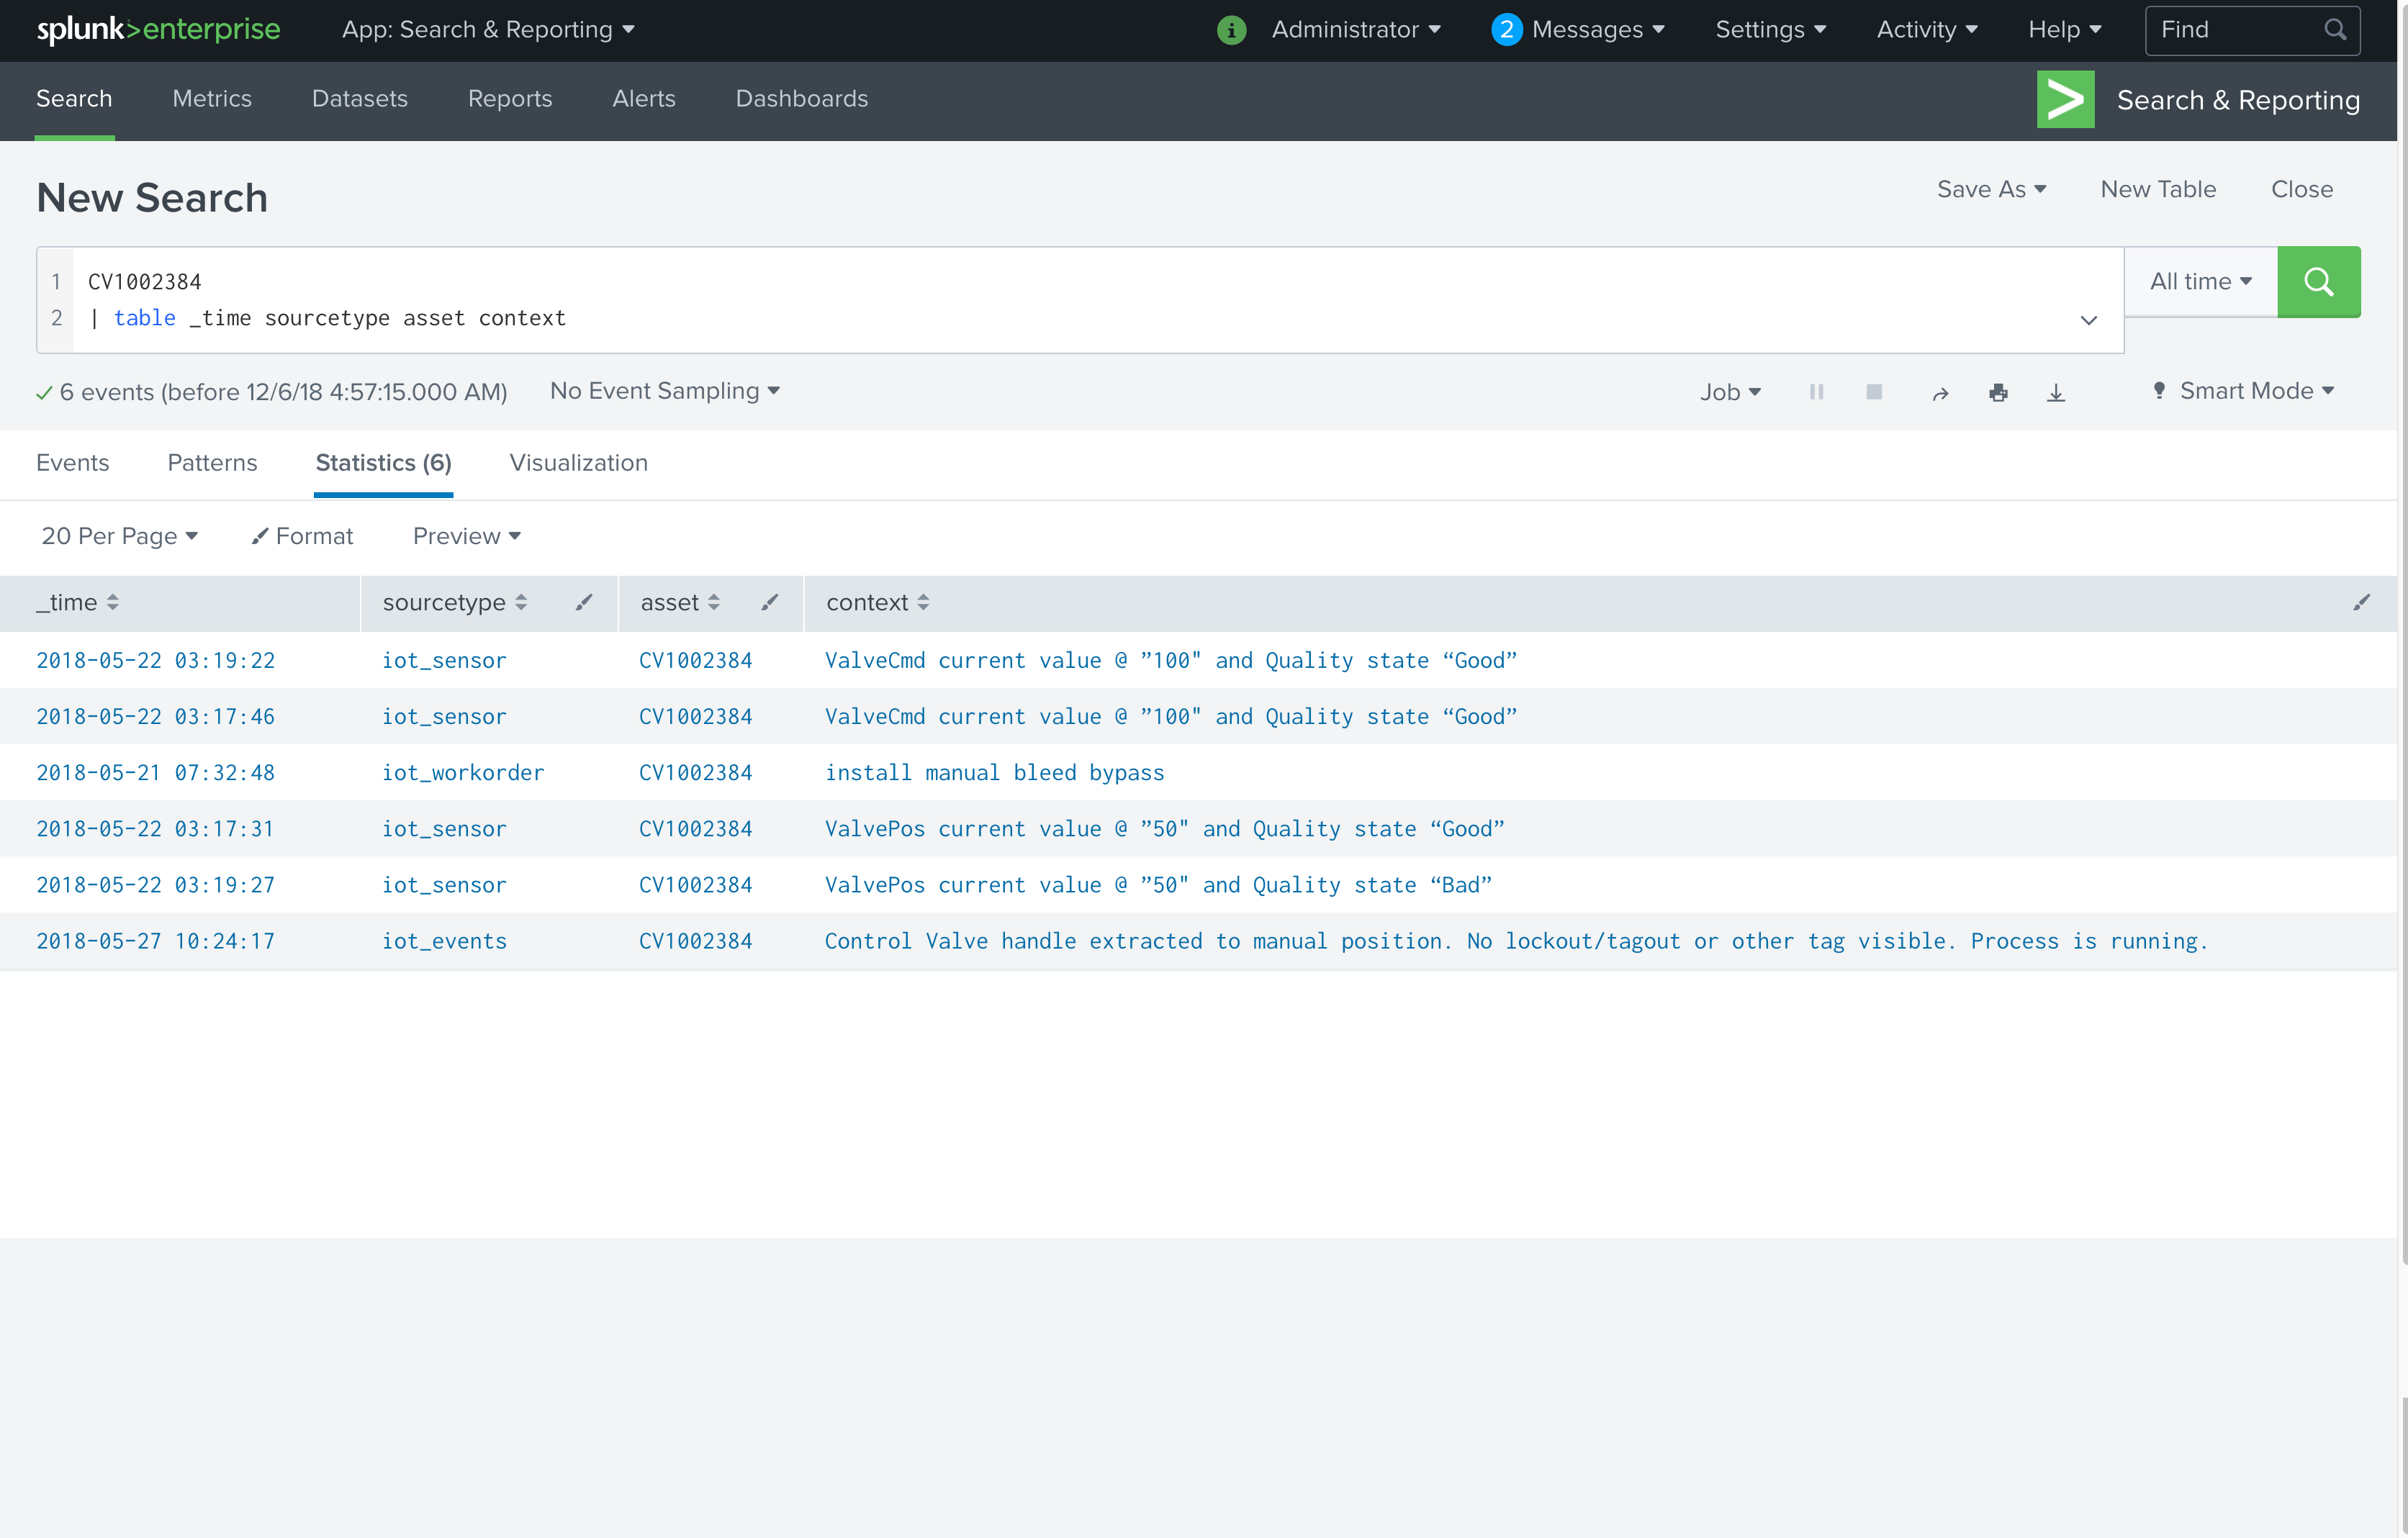 splunk>enterprise App: Search & Reporting i Administrator 2 Messages Settings Activity Help Find
Search Metrics Datasets Reports Alerts Dashboards > Search & Reporting
New Search Save As New Table Close
1 CV1002384 All time
2 | table _time sourcetype asset context
6 events (before 12/6/18 4:57:15.000 AM) No Event Sampling Job Smart Mode
Events Patterns Statistics (6) Visualization
20 Per Page Format Preview
_time sourcetype asset context
2018-05-22 03:19:22 iot_sensor CV1002384 ValveCmd current value @ ”100" and Quality state “Good”
2018-05-22 03:17:46 iot_sensor CV1002384 ValveCmd current value @ ”100" and Quality state “Good”
2018-05-21 07:32:48 iot_workorder CV1002384 install manual bleed bypass
2018-05-22 03:17:31 iot_sensor CV1002384 ValvePos current value @ ”50" and Quality state “Good”
2018-05-22 03:19:27 iot_sensor CV1002384 ValvePos current value @ ”50" and Quality state “Bad”
2018-05-27 10:24:17 iot_events CV1002384 Control Valve handle extracted to manual position. No lockout/tagout or other tag visible. Process is running.